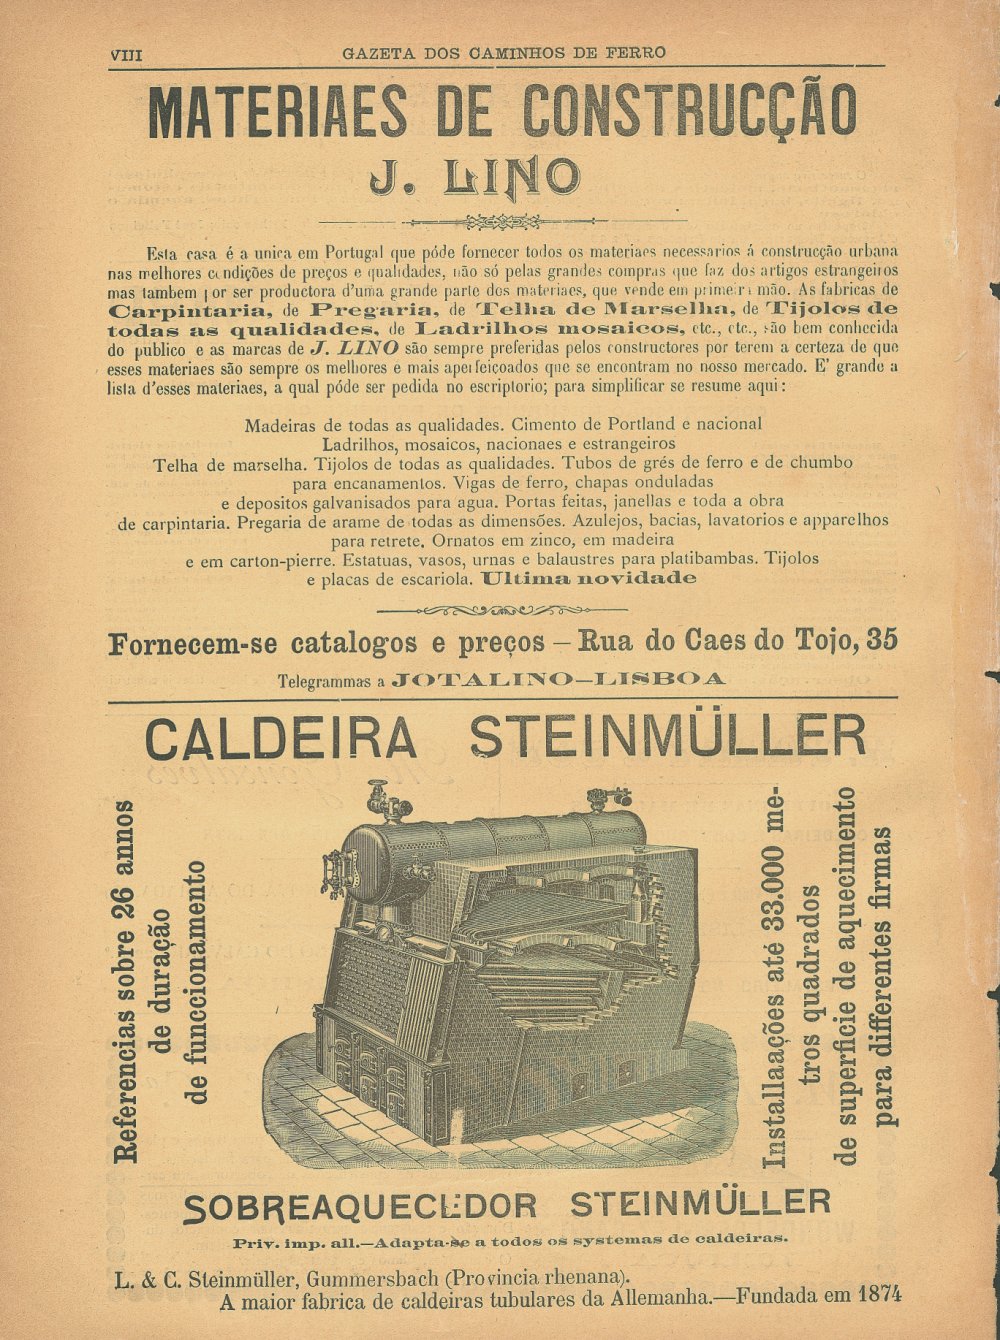 VIII
GAZETA DOS CAMINHOS DE FERRO
MATERIAES DE CONSTRUCÇÃO
J. LINO
Esta casa é a unica em Portugal que póde fornecer todos os materiaes necessarios á construcção urbana
nas melhores condições de preços e qualidades, não só pelas grandes compras que faz dos artigos estrangeiros
mas tambem por ser productora d'uma grande parte dos materiaes, que vende em primeira mão. As fabricas de
Carpintaria, de Pregaria, de Telha de Marselha, de Tijolos de
todas as qualidades, de Ladrilhos mosaicos, etc., etc., são bem conhecida
do publico e as marcas de J. LINO são sempre preferidas pelos constructores por terem a certeza de que
esses materiaes são sempre os melhores e mais aperfeiçoados que se encontram no nosso mercado. E' grande a
lista d'esses materiaes, a qual póde ser pedida no escriptorio; para simplificar se resume aqui:
Madeiras de todas as qualidades. Cimento de Portland e nacional
Ladrilhos, mosaicos, nacionaes e estrangeiros
Telha de marselha. Tijolos de todas as qualidades. Tubos de grés de ferro e de chumbo
para encanamentos. Vigas de ferro, chapas onduladas
e depositos galvanisados para agua. Portas feitas, janellas e toda a obra
de carpintaria. Pregaria de arame de todas as dimensões. Azulejos, bacias, lavatorios e apparelhos
para retrete. Ornatos em zinco, em madeira
e em carton-pierre. Estatuas, vasos, urnas e balaustres para platibambas. Tijolos
e placas de escariola. Ultima novidade
Fornecem-se catalogos e preços — Rua do Caes do Tojo, 35
Telegrammas a JOTALINO—LISBOA
CALDEIRA STEINMÜLLER
Referencias sobre 26 annos
de duração
de funccionamento
Installaações até 33.000 me-
tros quadrados
de superficie de aquecimento
para differentes firmas
SOBREAQUECEDOR STEINMÜLLER
Priv. imp. all.—Adapta-se a todos os systemas de caldeiras.
L. & C. Steinmüller, Gummersbach (Provincia rhenana).
A maior fabrica de caldeiras tubulares da Allemanha.—Fundada em 1874